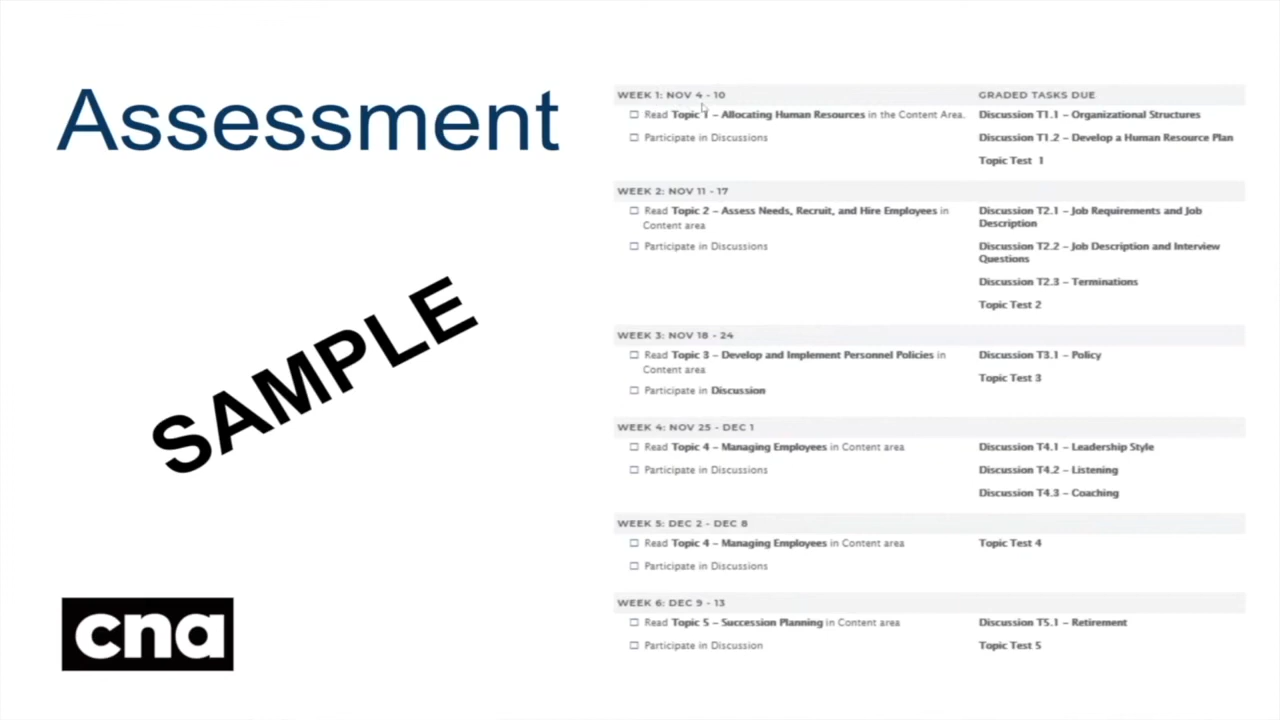 Assessment
SAMPLE
cna
WEEK 1: NOV 4 - 10 GRADED TASKS DUE
☐ Read Topic 1 – Allocating Human Resources in the Content Area. Discussion T1.1 – Organizational Structures
☐ Participate in Discussions Discussion T1.2 – Develop a Human Resource Plan
Topic Test 1
WEEK 2: NOV 11 - 17
☐ Read Topic 2 – Assess Needs, Recruit, and Hire Employees in Discussion T2.1 – Job Requirements and Job
Content area Description
☐ Participate in Discussions Discussion T2.2 – Job Description and Interview
Questions
Discussion T2.3 – Terminations
Topic Test 2
WEEK 3: NOV 18 - 24
☐ Read Topic 3 – Develop and Implement Personnel Policies in Discussion T3.1 – Policy
Content area
Topic Test 3
☐ Participate in Discussion
WEEK 4: NOV 25 - DEC 1
☐ Read Topic 4 – Managing Employees in Content area Discussion T4.1 – Leadership Style
☐ Participate in Discussions Discussion T4.2 – Listening
Discussion T4.3 – Coaching
WEEK 5: DEC 2 - DEC 8
☐ Read Topic 4 – Managing Employees in Content area Topic Test 4
☐ Participate in Discussions
WEEK 6: DEC 9 - 13
☐ Read Topic 5 – Succession Planning in Content area Discussion T5.1 – Retirement
☐ Participate in Discussion Topic Test 5